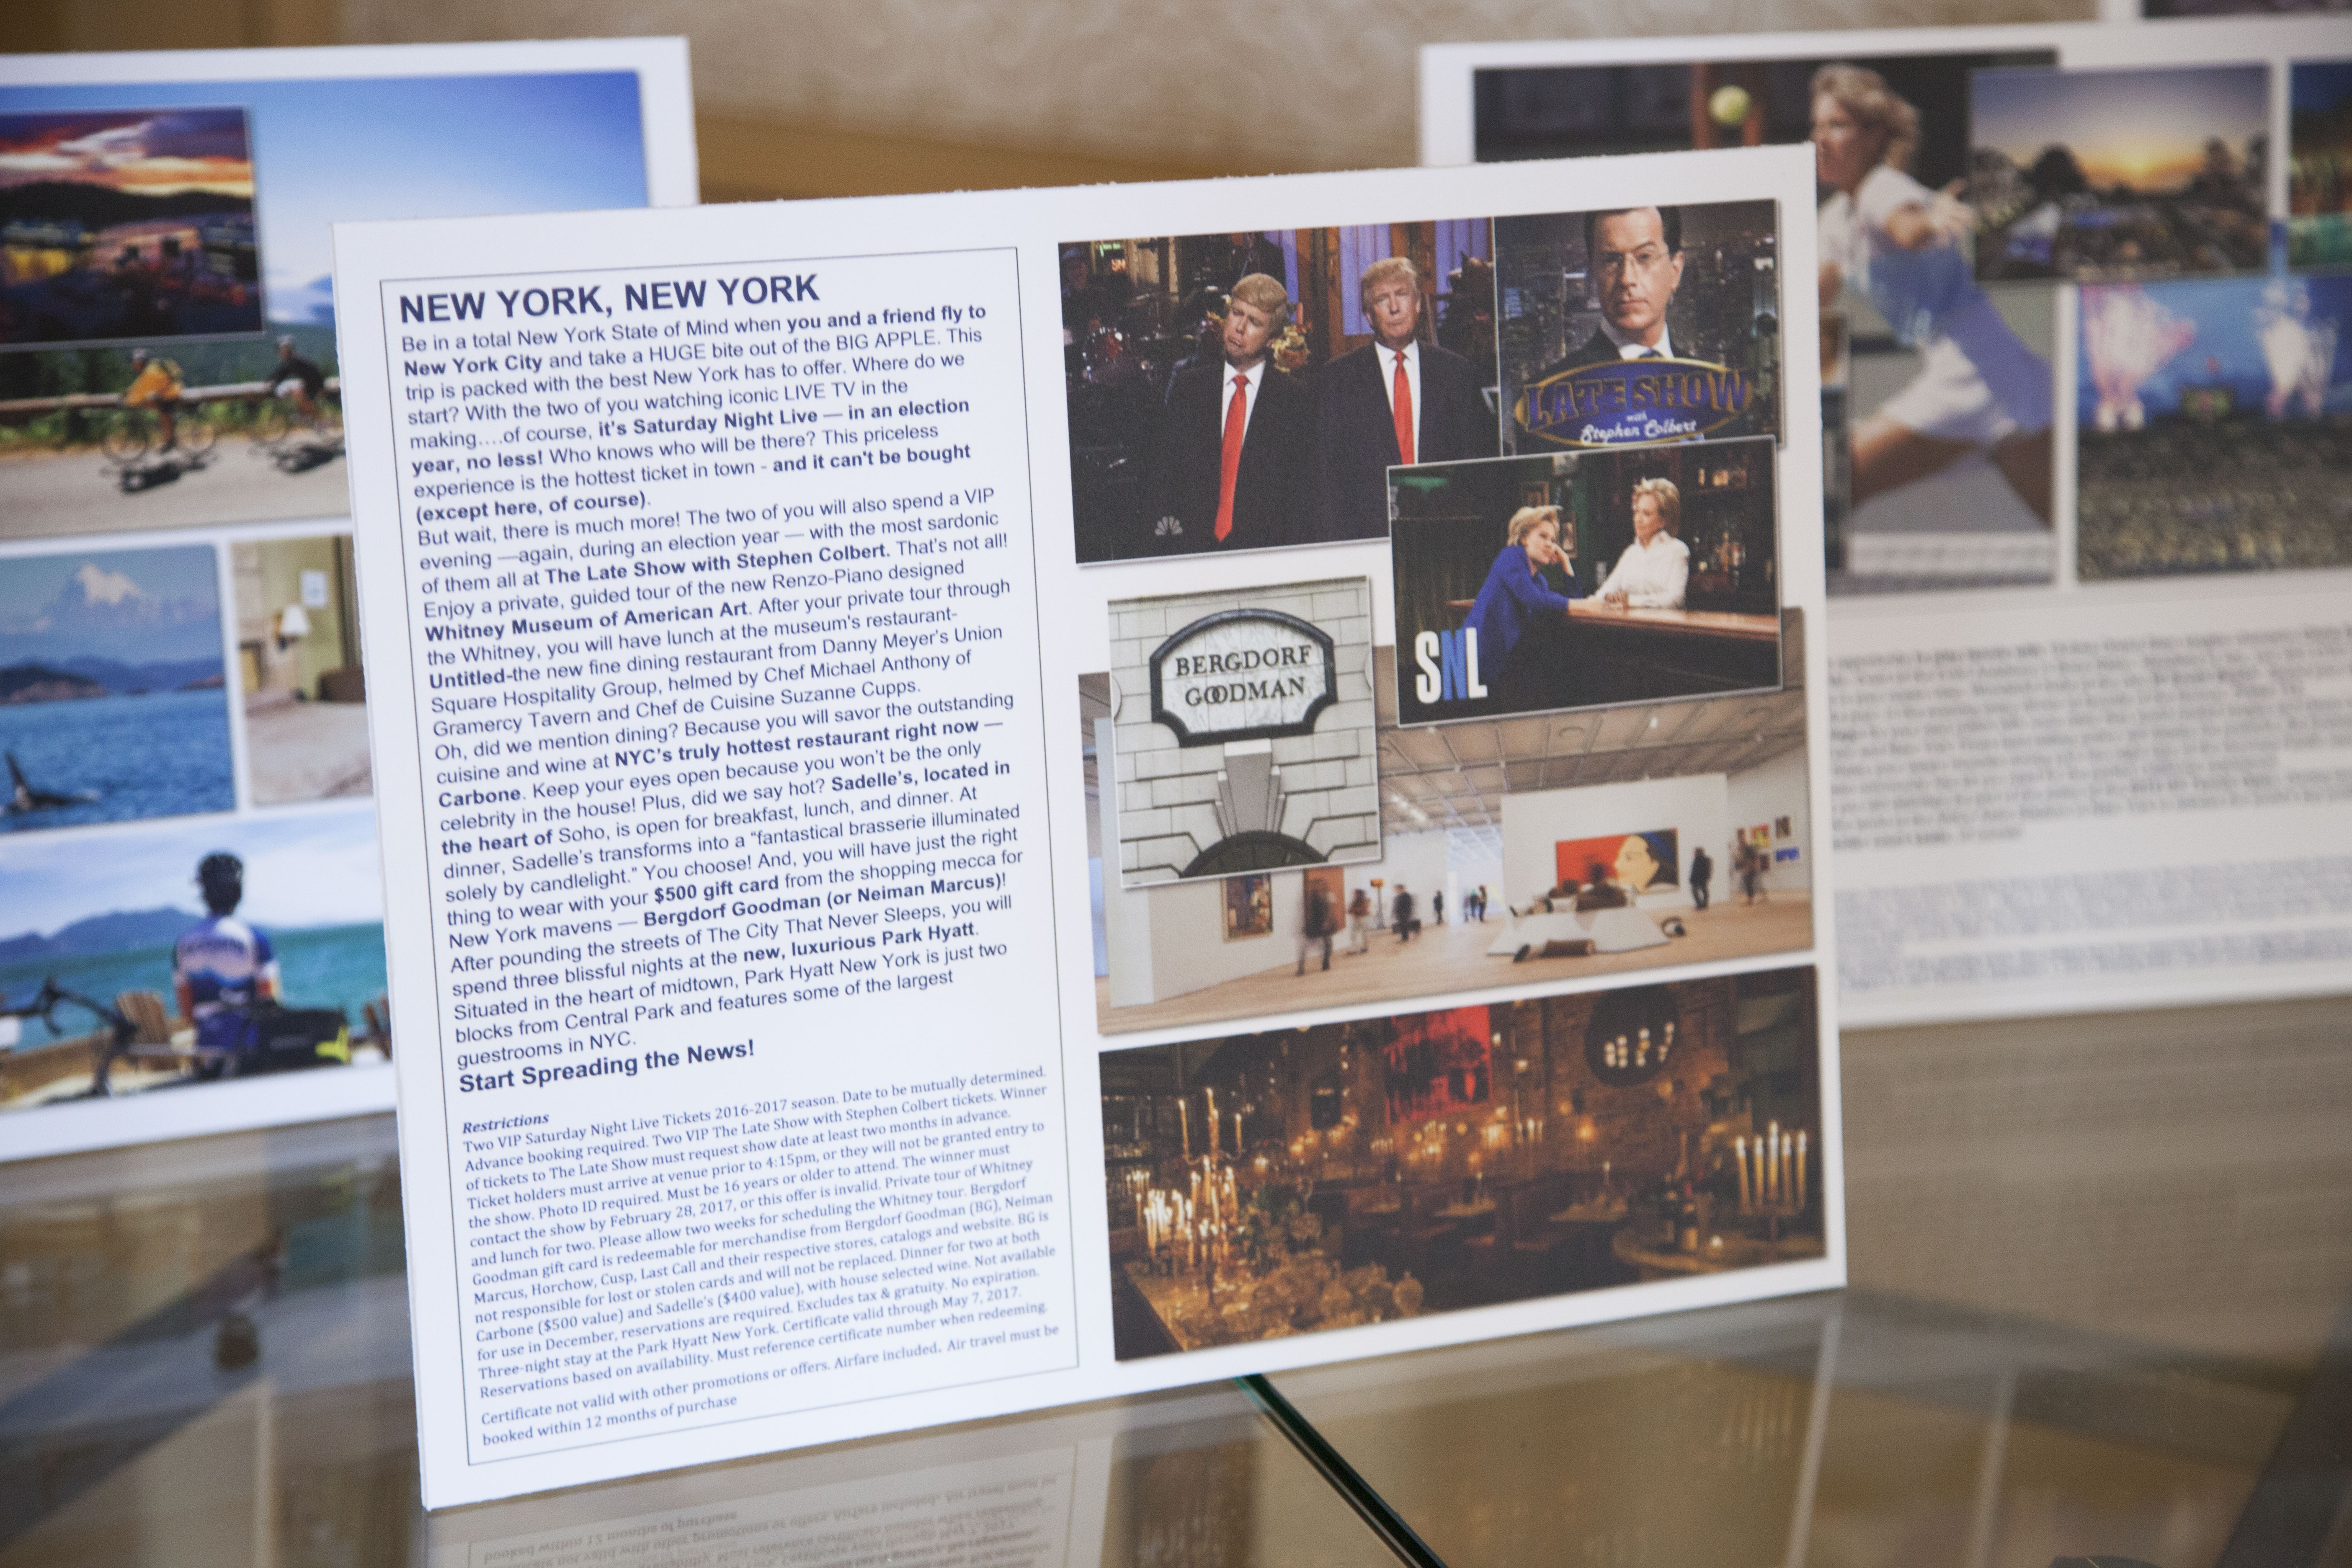 NEW YORK, NEW YORK
Be in a total New York State of Mind when you and a friend fly to
New York City and take a HUGE bite out of the BIG APPLE. This
trip is packed with the best New York has to offer. Where do we
start? With the two of you watching iconic LIVE TV in the
making....of course, it's Saturday Night Live — in an election
year, no less! Who knows who will be there? This priceless
experience is the hottest ticket in town - and it can't be bought
(except here, of course).
But wait, there is much more! The two of you will also spend a VIP
evening —again, during an election year — with the most sardonic
of them all at The Late Show with Stephen Colbert. That's not all!
Enjoy a private, guided tour of the new Renzo-Piano designed
Whitney Museum of American Art. After your private tour through
the Whitney, you will have lunch at the museum's restaurant-
Untitled-the new fine dining restaurant from Danny Meyer's Union
Square Hospitality Group, helmed by Chef Michael Anthony of
Gramercy Tavern and Chef de Cuisine Suzanne Cupps.
Oh, did we mention dining? Because you will savor the outstanding
cuisine and wine at NYC's truly hottest restaurant right now —
Carbone. Keep your eyes open because you won't be the only
celebrity in the house! Plus, did we say hot? Sadelle's, located in
the heart of Soho, is open for breakfast, lunch, and dinner. At
dinner, Sadelle's transforms into a "fantastical brasserie illuminated
solely by candlelight." You choose! And, you will have just the right
thing to wear with your $500 gift card from the shopping mecca for
New York mavens — Bergdorf Goodman (or Neiman Marcus)!
After pounding the streets of The City That Never Sleeps, you will
spend three blissful nights at the new, luxurious Park Hyatt.
Situated in the heart of midtown, Park Hyatt New York is just two
blocks from Central Park and features some of the largest
guestrooms in NYC.
Start Spreading the News!
Restrictions
Two VIP Saturday Night Live Tickets 2016-2017 season. Date to be mutually determined.
Advance booking required. Two VIP The Late Show with Stephen Colbert tickets. Winner
of tickets to The Late Show must request show date at least two months in advance.
Ticket holders must arrive at venue prior to 4:15pm, or they will not be granted entry to
the show. Photo ID required. Must be 16 years or older to attend. The winner must
contact the show by February 28, 2017, or this offer is invalid. Private tour of Whitney
and lunch for two. Please allow two weeks for scheduling the Whitney tour. Bergdorf
Goodman gift card is redeemable for merchandise from Bergdorf Goodman (BG), Neiman
Marcus, Horchow, Cusp, Last Call and their respective stores, catalogs and website. BG is
not responsible for lost or stolen cards and will not be replaced. Dinner for two at both
Carbone ($500 value) and Sadelle's ($400 value), with house selected wine. Not available
for use in December, reservations are required. Excludes tax & gratuity. No expiration.
Three-night stay at the Park Hyatt New York. Certificate valid through May 7, 2017.
Reservations based on availability. Must reference certificate number when redeeming.
Certificate not valid with other promotions or offers. Airfare included. Air travel must be
booked within 12 months of purchase
LATE SHOW
with
Stephen Colbert
SNL
BERGDORF
GOODMAN